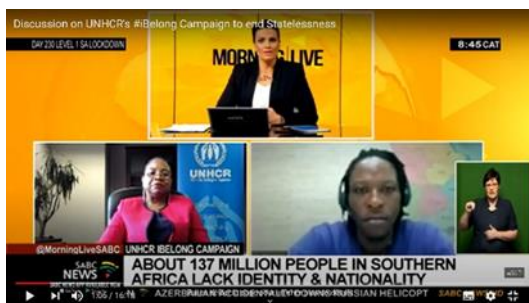 Discussion on UNHCR's #iBelong Campaign to end Statelessness
DAY 230 LEVEL 1 SA LOCKDOWN
MORNING LIVE
8:45 CAT
UNHCR
@MorningLiveSABC UNHCR IBELONG CAMPAIGN
SABC
NEWS
ABOUT 137 MILLION PEOPLE IN SOUTHERN
AFRICA LACK IDENTITY & NATIONALITY
AZERBAIJAN ACCIDENTALLY DOWNS RUSSIAN HELICOPT